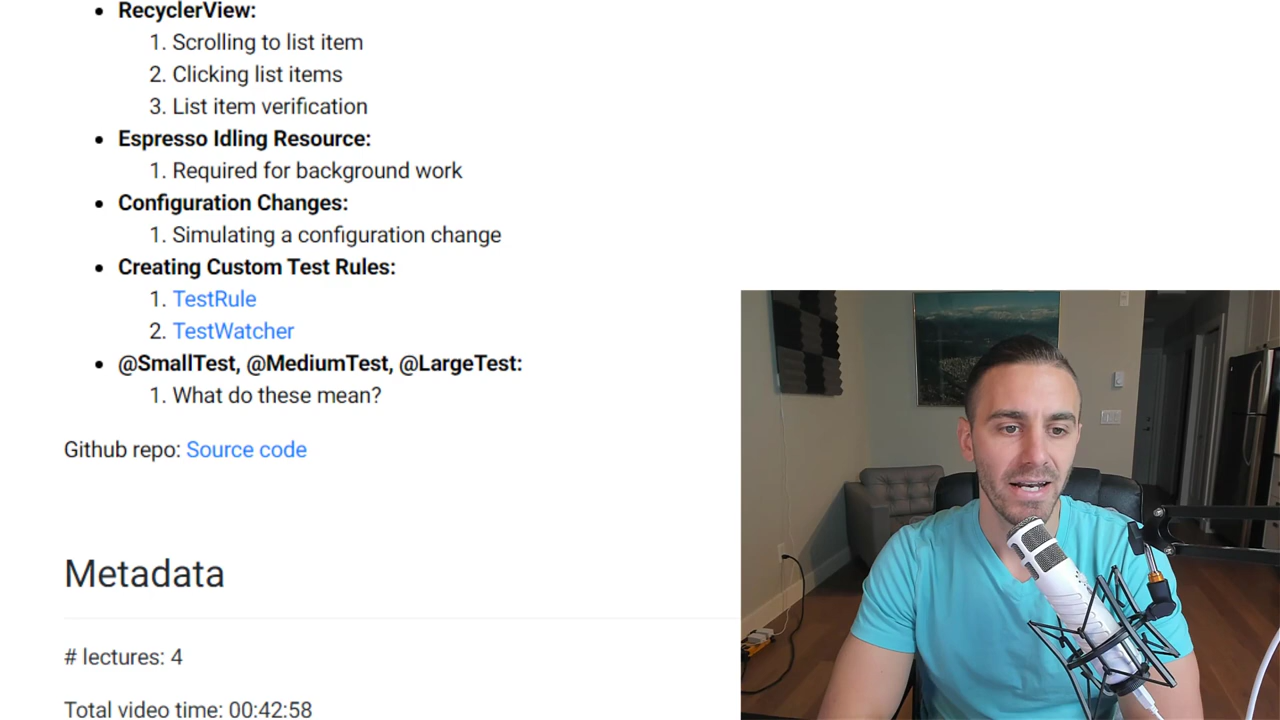 • RecyclerView:
1. Scrolling to list item
2. Clicking list items
3. List item verification
• Espresso Idling Resource:
1. Required for background work
• Configuration Changes:
1. Simulating a configuration change
• Creating Custom Test Rules:
1. TestRule
2. TestWatcher
• @SmallTest, @MediumTest, @LargeTest:
1. What do these mean?
Github repo: Source code
Metadata
# lectures: 4
Total video time: 00:42:58